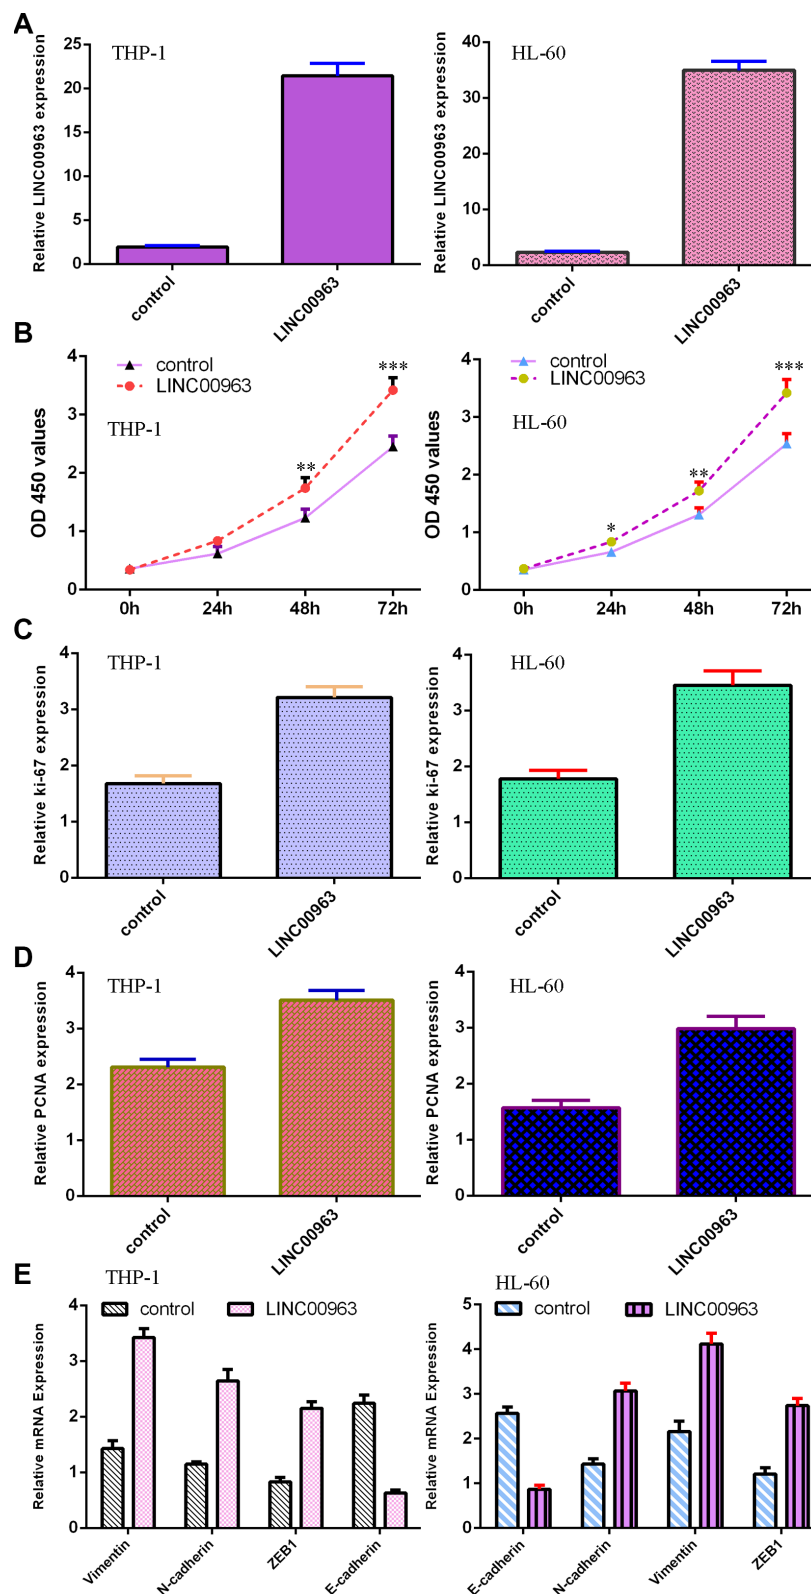 A
THP-1
HL-60
Relative LINC00963 expression
25
20
15
10
5
0
control
LINC00963
Relative LINC00963 expression
40
30
20
10
0
control
LINC00963
B
control
LINC00963
THP-1
OD 450 values
4
3
2
1
0
**
***
0h 24h 48h 72h
control
LINC00963
HL-60
OD 450 values
4
3
2
1
0
*
**
***
0h 24h 48h 72h
C
THP-1
Relative ki-67 expression
4
3
2
1
0
control
LINC00963
HL-60
Relative ki-67 expression
4
3
2
1
0
control
LINC00963
D
THP-1
Relative PCNA expression
4
3
2
1
0
control
LINC00963
HL-60
Relative PCNA expression
4
3
2
1
0
control
LINC00963
E
THP-1
control LINC00963
Relative mRNA Expression
4
3
2
1
0
Vimentin
N-cadherin
ZEB1
E-cadherin
HL-60
control LINC00963
Relative mRNA Expression
5
4
3
2
1
0
E-cadherin
N-cadherin
Vimentin
ZEB1